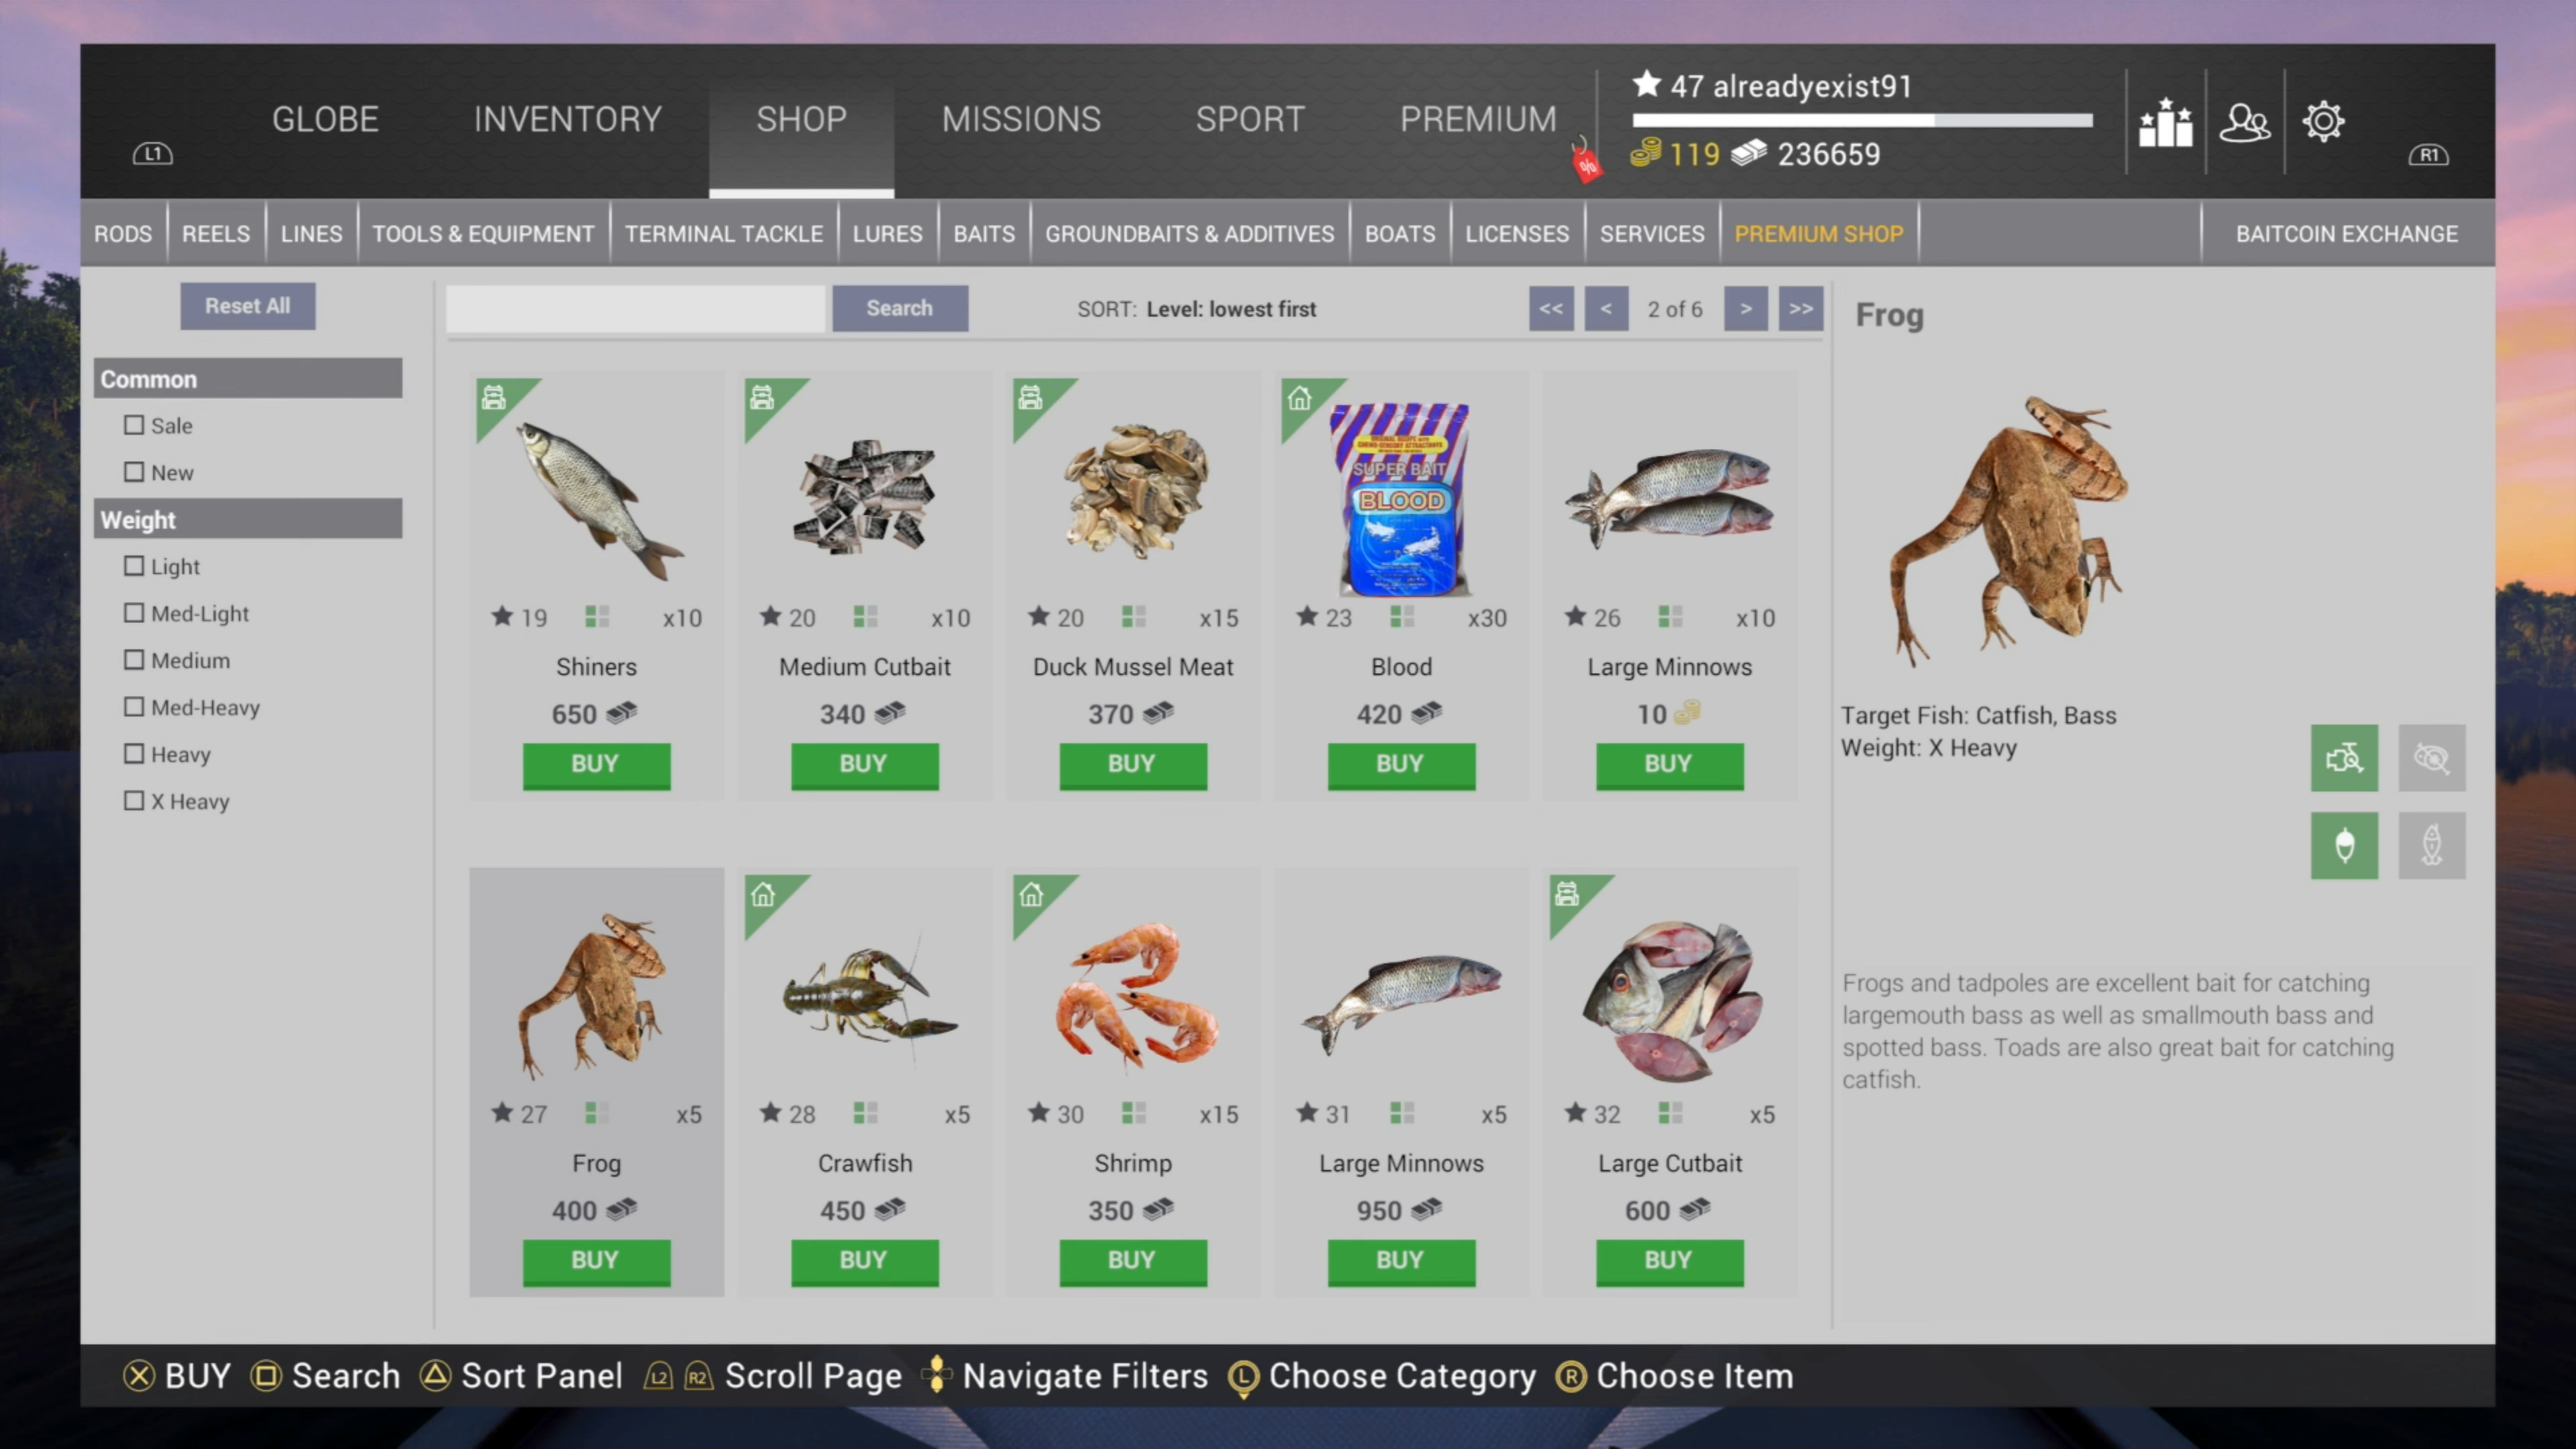 GLOBE INVENTORY SHOP MISSIONS SPORT PREMIUM
47 alreadyexist91
119 236659
L1
R1
%
RODS REELS LINES TOOLS & EQUIPMENT TERMINAL TACKLE LURES BAITS GROUNDBAITS & ADDITIVES BOATS LICENSES SERVICES PREMIUM SHOP BAITCOIN EXCHANGE
Reset All
Common
Sale
New
Weight
Light
Med-Light
Medium
Med-Heavy
Heavy
X Heavy
Search
SORT: Level: lowest first
<< < 2 of 6 > >>
SUPER BAIT
BLOOD
19 x10 20 x10 20 x15 23 x30 26 x10
Shiners Medium Cutbait Duck Mussel Meat Blood Large Minnows
650 340 370 420 10
BUY BUY BUY BUY BUY
27 x5 28 x5 30 x15 31 x5 32 x5
Frog Crawfish Shrimp Large Minnows Large Cutbait
400 450 350 950 600
BUY BUY BUY BUY BUY
Frog
Target Fish: Catfish, Bass
Weight: X Heavy
Frogs and tadpoles are excellent bait for catching
largemouth bass as well as smallmouth bass and
spotted bass. Toads are also great bait for catching
catfish.
BUY Search Sort Panel L2 R2 Scroll Page Navigate Filters L Choose Category R Choose Item